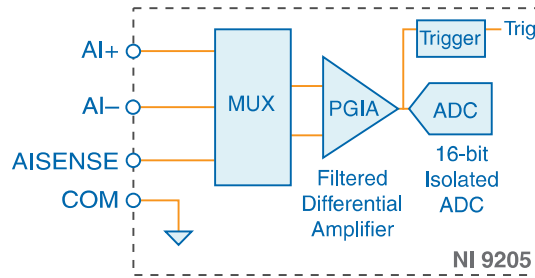 AI+
AI–
AISENSE
COM
MUX
PGIA
Filtered
Differential
Amplifier
Trigger
Trig
ADC
16-bit
Isolated
ADC
NI 9205